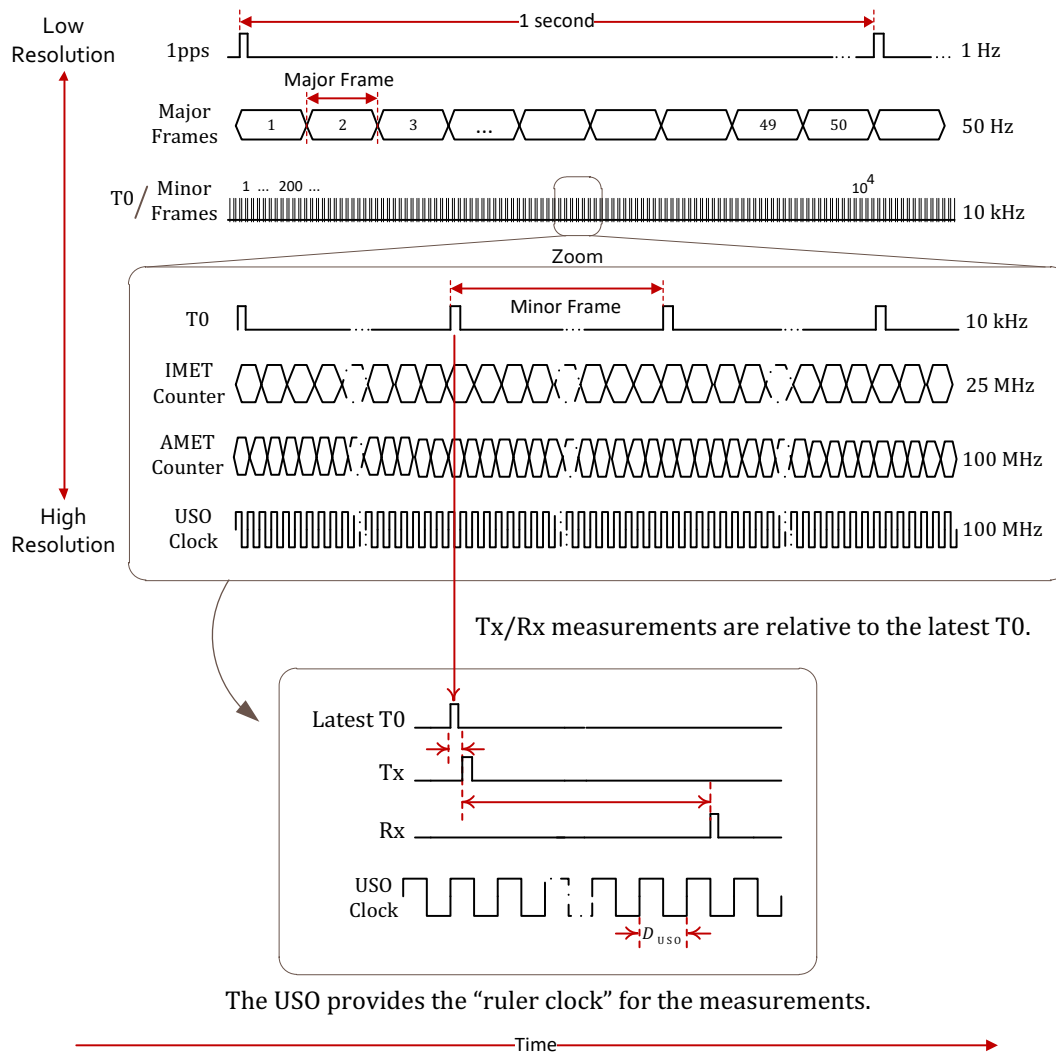 Low
Resolution
1 second
1pps
... ...
1 Hz
Major Frame
Major
Frames
1 2 3 ... 49 50
50 Hz
T0 / Minor
Frames
1 ... 200 ...
10^4
10 kHz
Zoom
T0
Minor Frame
... ... ...
10 kHz
IMET
Counter
25 MHz
AMET
Counter
100 MHz
High
Resolution
USO
Clock
100 MHz
Tx/Rx measurements are relative to the latest T0.
Latest T0
Tx
Rx
USO
Clock
D USO
The USO provides the “ruler clock” for the measurements.
Time